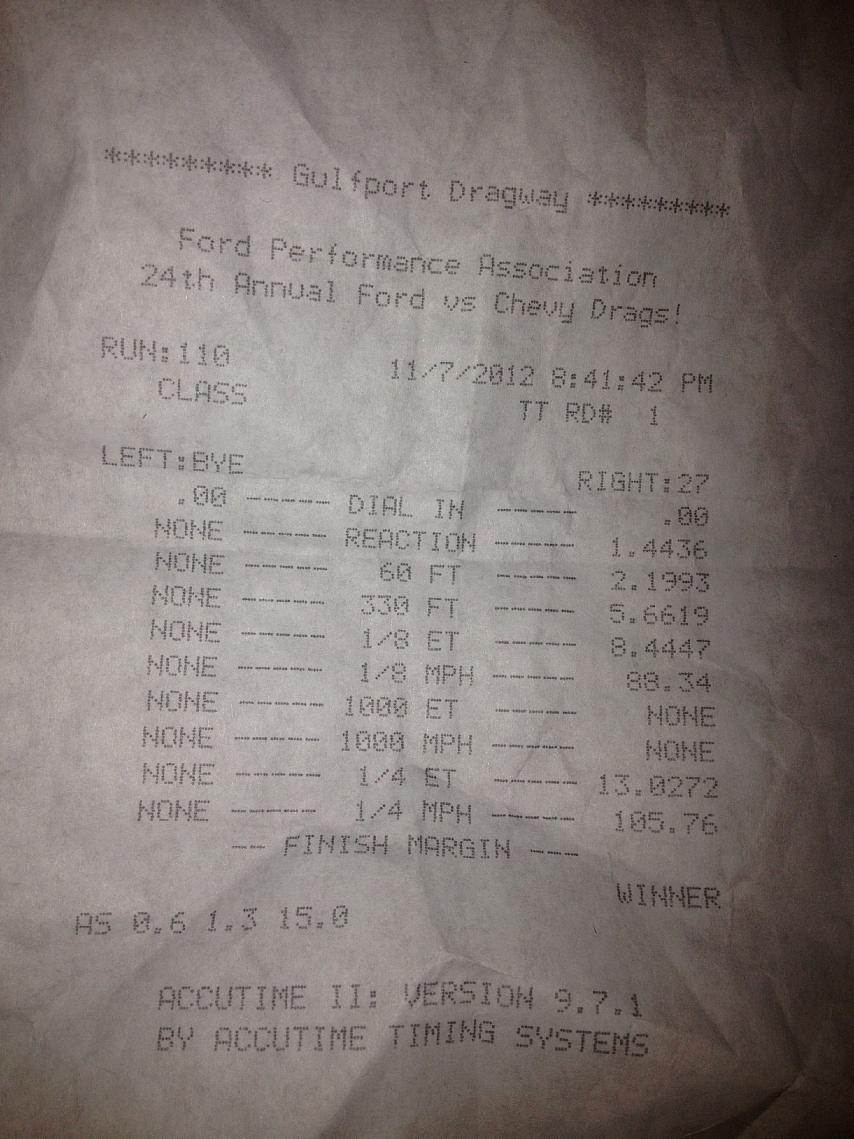 ********* Gulfport Dragway *********
Ford Performance Association
24th Annual Ford vs Chevy Drags!
RUN:110 11/7/2012 8:41:42 PM
CLASS TT RD# 1
LEFT:BYE RIGHT:27
.00 ----- DIAL IN ----- .00
NONE ----- REACTION ----- 1.4436
NONE ----- 60 FT ----- 2.1993
NONE ----- 330 FT ----- 5.6619
NONE ----- 1/8 ET ----- 8.4447
NONE ----- 1/8 MPH ----- 88.34
NONE ----- 1000 ET ----- NONE
NONE ----- 1000 MPH ----- NONE
NONE ----- 1/4 ET ----- 13.0272
NONE ----- 1/4 MPH ----- 105.76
-- FINISH MARGIN ---
WINNER
AS 0.6 1.3 15.0
ACCUTIME II: VERSION 9.7.1
BY ACCUTIME TIMING SYSTEMS